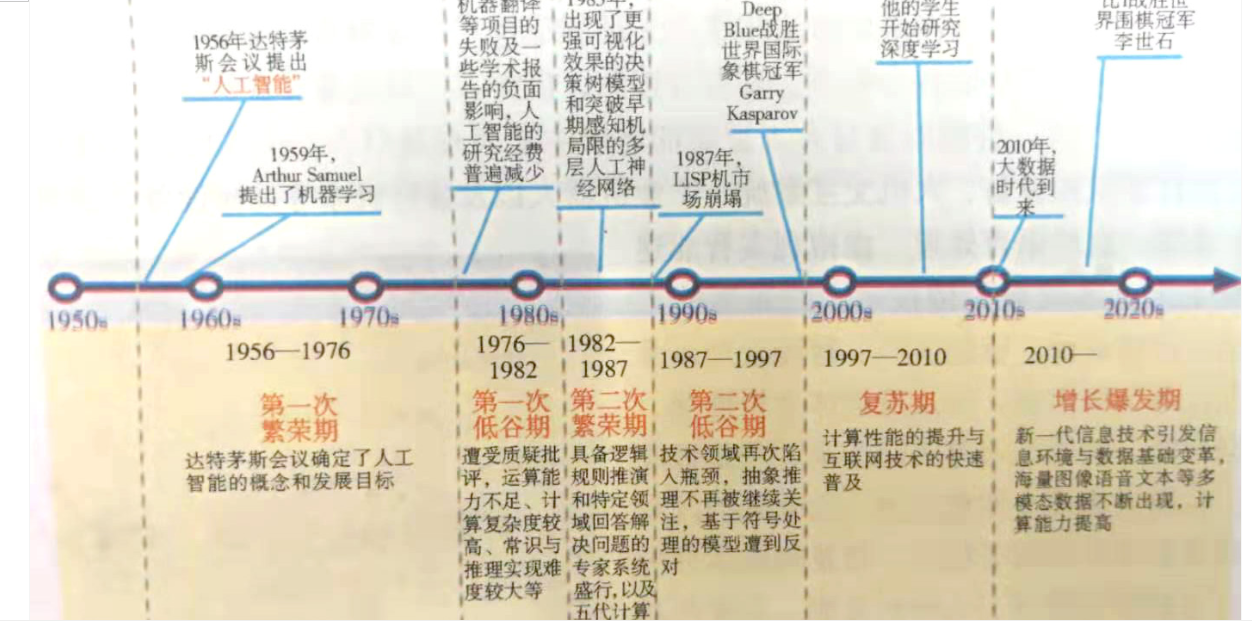 1956年达特茅
斯会议提出
“人工智能”
1959年,
Arthur Samuel
提出了机器学习
机器翻译
等项目的
失败及一
些学术报
告的负面
影响, 人
工智能的
研究经费
普遍减少
1985年,
出现了更
强可视化
效果的决
策树模型
和突破早
期感知机
局限的多
层人工神
经网络
1987年,
LISP机市
场崩塌
Deep
Blue战胜
世界国际
象棋冠军
Garry
Kasparov
他的学生
开始研究
深度学习
2010年,
大数据
时代到
来
比1战胜世
界围棋冠军
李世石
1950s
1960s
1970s
1980s
1990s
2000s
2010s
2020s
1956—1976
第一次
繁荣期
达特茅斯会议确定了人工
智能的概念和发展目标
1976—
1982
第一次
低谷期
遭受质疑批
评, 运算能
力不足、计
算复杂度较
高、常识与
推理实现难
度较大等
1982—
1987
第二次
繁荣期
具备逻辑
规则推演
和特定领
域回答解
决问题的
专家系统
盛行,以及
五代计算
1987—1997
第二次
低谷期
技术领域再次陷
入瓶颈, 抽象推
理不再被继续关
注, 基于符号处
理的模型遭到反
对
1997—2010
复苏期
计算性能的提升与
互联网技术的快速
普及
2010—
增长爆发期
新一代信息技术引发信
息环境与数据基础变革,
海量图像语音文本等多
模态数据不断出现, 计
算能力提高